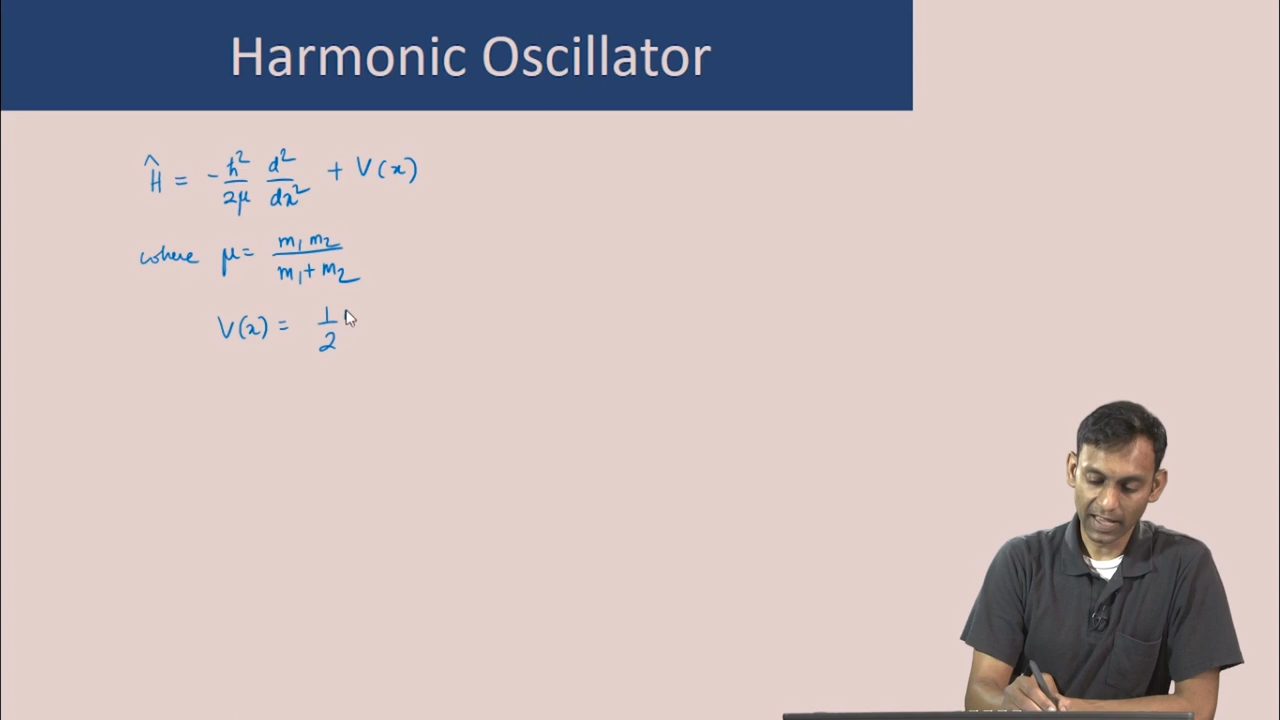 Harmonic Oscillator
Ĥ = -ħ²/2μ d²/dx² + V(x)
where μ = m₁m₂/m₁+m₂
V(x) = 1/2